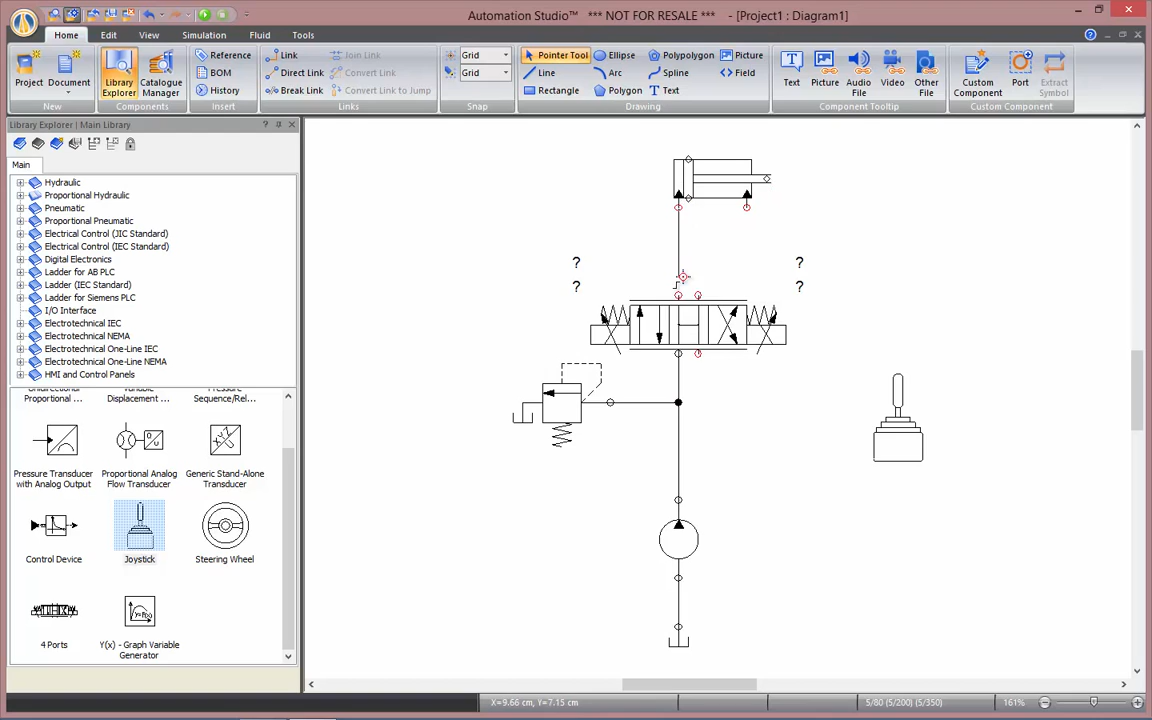 Automation Studio™ *** NOT FOR RESALE *** - [Project1 : Diagram1]
Home Edit View Simulation Fluid Tools
Project Document
New
Library Explorer Catalogue Manager
Components
Reference
BOM
History
Insert
Link Join Link
Direct Link Convert Link
Break Link Convert Link to Jump
Links
Grid
Grid
Snap
Pointer Tool Ellipse Polypolygon Picture
Line Arc Spline Field
Rectangle Polygon Text
Drawing
Text Picture Audio File Video Other File
Component Tooltip
Custom Component Port Extract Symbol
Custom Component
Library Explorer | Main Library
Main
Hydraulic
Proportional Hydraulic
Pneumatic
Proportional Pneumatic
Electrical Control (JIC Standard)
Electrical Control (IEC Standard)
Digital Electronics
Ladder for AB PLC
Ladder (IEC Standard)
Ladder for Siemens PLC
I/O Interface
Electrotechnical IEC
Electrotechnical NEMA
Electrotechnical One-Line IEC
Electrotechnical One-Line NEMA
HMI and Control Panels
Proportional ... Displacement ... Sequence/Rel...
Pressure Transducer with Analog Output
Proportional Analog Flow Transducer
Generic Stand-Alone Transducer
Control Device Joystick Steering Wheel
4 Ports
Y(x) - Graph Variable Generator
? ?
? ?
X=9.66 cm, Y=7.15 cm 5/80 (5/200) (5/350) 161%